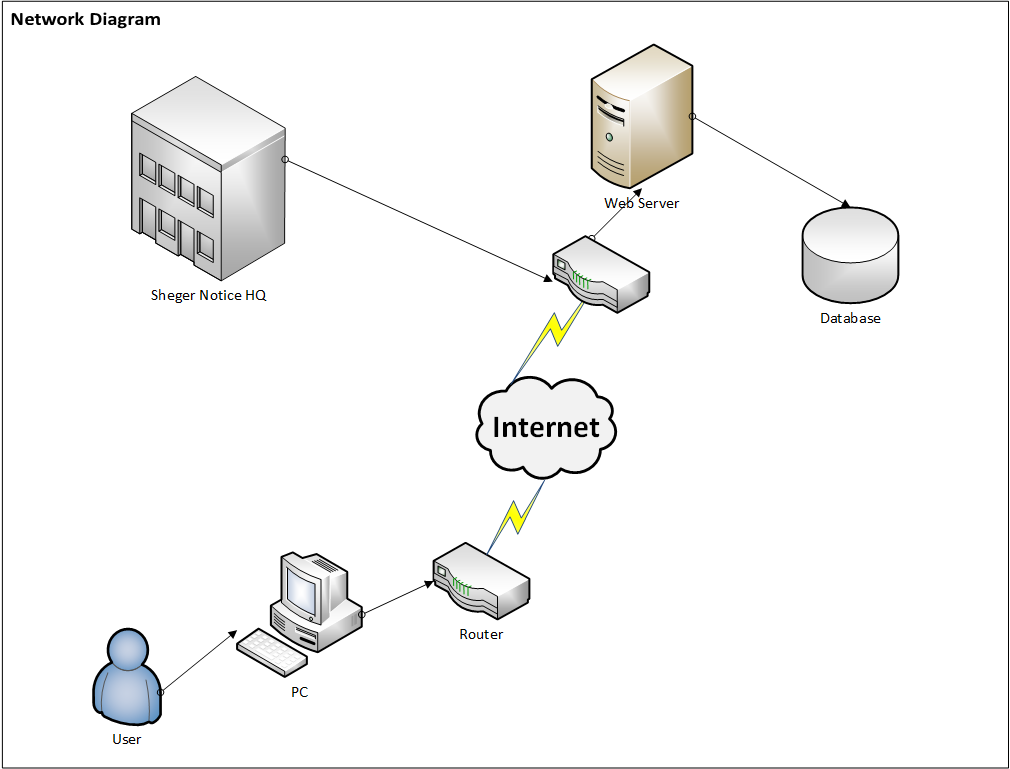 Network Diagram
Web Server
Sheger Notice HQ
Database
Internet
Router
PC
User